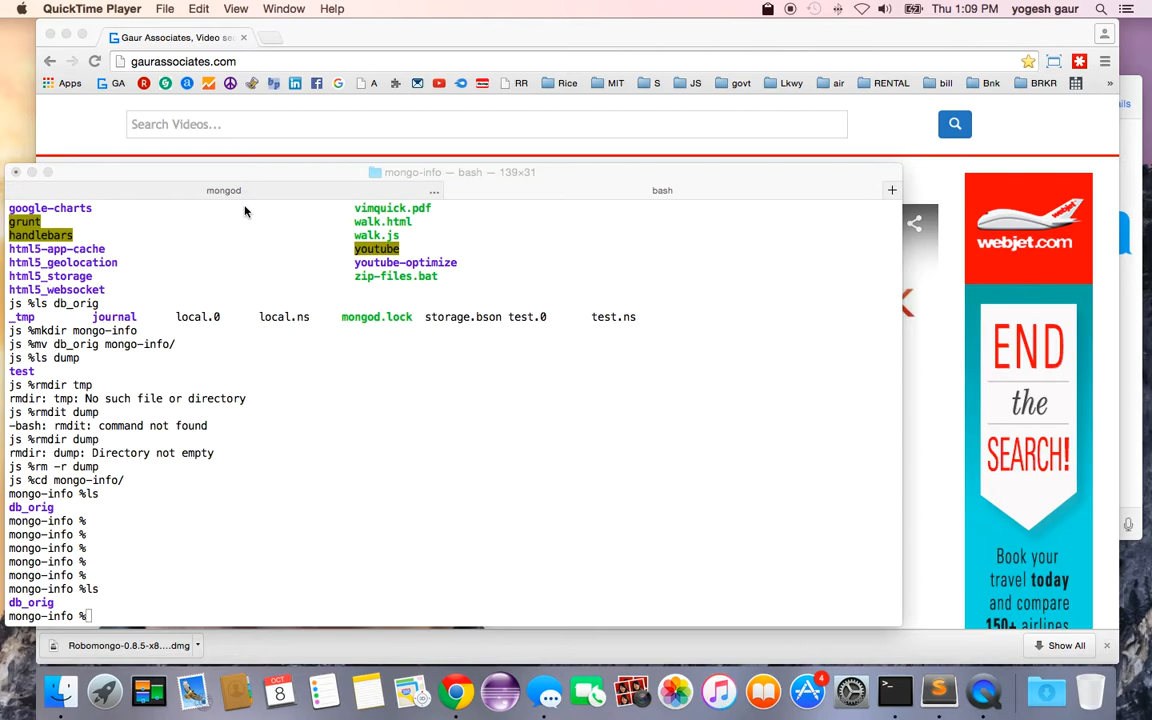 QuickTime Player File Edit View Window Help Thu 1:09 PM yogesh gaur
Gaur Associates, Video se
gaurassociates.com
Apps GA A RR Rice MIT S JS govt Lkwy air RENTAL bill Bnk BRKR »
Search Videos...
ails
mongo-info — bash — 139×31
mongod ... bash +
google-charts vimquick.pdf
grunt walk.html
handlebars walk.js
html5-app-cache youtube
html5_geolocation youtube-optimize
html5_storage zip-files.bat
html5_websocket
js %ls db_orig
_tmp journal local.0 local.ns mongod.lock storage.bson test.0 test.ns
js %mkdir mongo-info
js %mv db_orig mongo-info/
js %ls dump
test
js %rmdir tmp
rmdir: tmp: No such file or directory
js %rmdit dump
-bash: rmdit: command not found
js %rmdir dump
rmdir: dump: Directory not empty
js %rm -r dump
js %cd mongo-info/
mongo-info %ls
db_orig
mongo-info %
mongo-info %
mongo-info %
mongo-info %
mongo-info %
mongo-info %ls
db_orig
mongo-info %
webjet.com
END
the
SEARCH!
Book your
travel today
and compare
150+ airlines
Robomongo-0.8.5-x8....dmg Show All
OCT
8
4